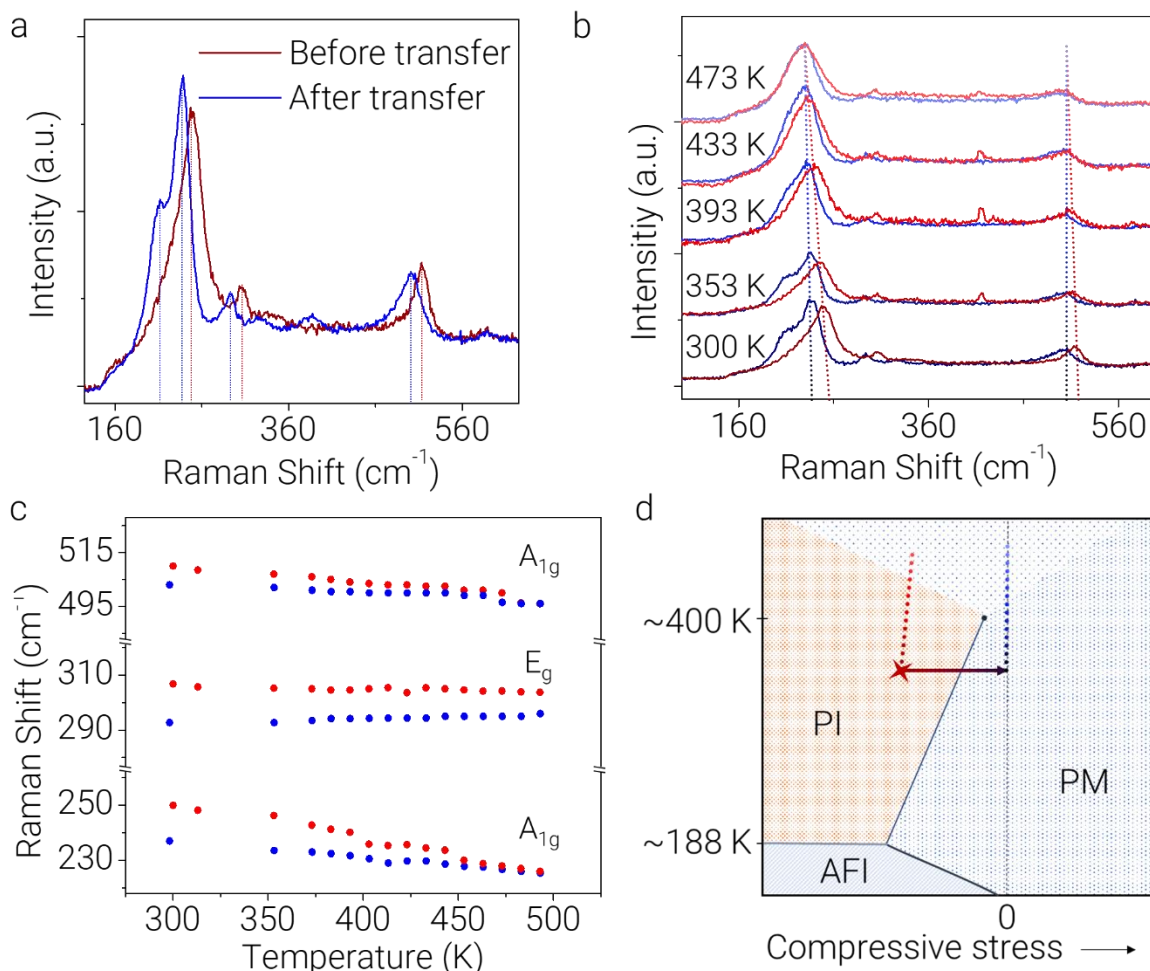 a
Before transfer
After transfer
Intensity (a.u.)
160 360 560
Raman Shift (cm⁻¹)
b
473 K
433 K
393 K
353 K
300 K
Intensitiy (a.u.)
160 360 560
Raman Shift (cm⁻¹)
c
A1g
515
495
Eg
310
290
A1g
250
230
Raman Shift (cm⁻¹)
300 350 400 450 500
Temperature (K)
d
~400 K
PI
PM
~188 K
AFI
0
Compressive stress →